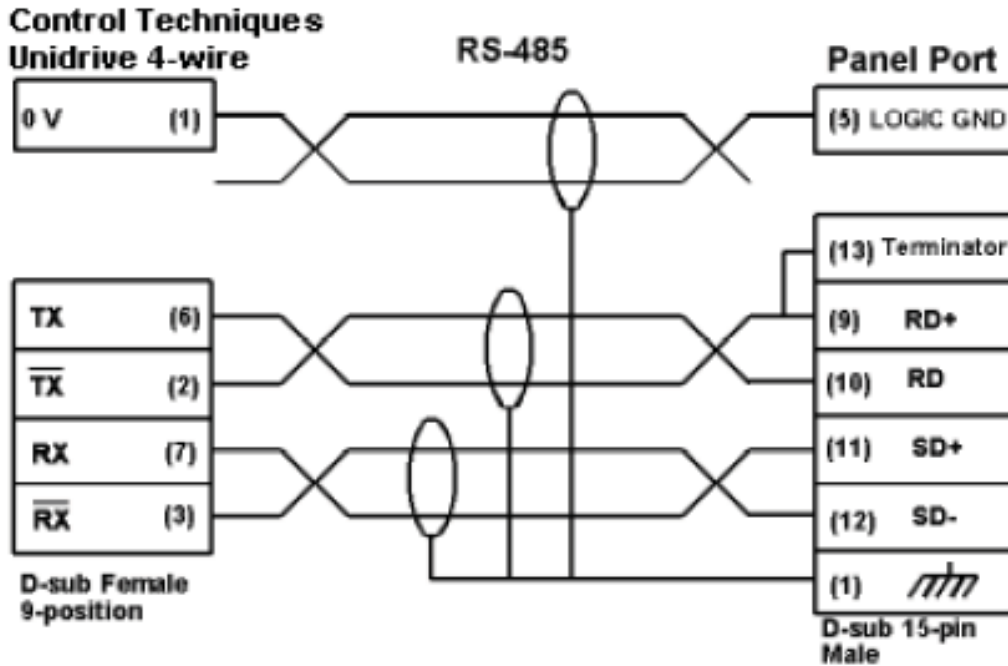 Control Techniques
Unidrive 4-wire
RS-485
Panel Port
0 V (1)
(5) LOGIC GND
(13) Terminator
TX (6)
(9) RD+
T̅X̅ (2)
(10) RD
RX (7)
(11) SD+
R̅X̅ (3)
(12) SD-
(1)
D-sub Female
9-position
D-sub 15-pin
Male